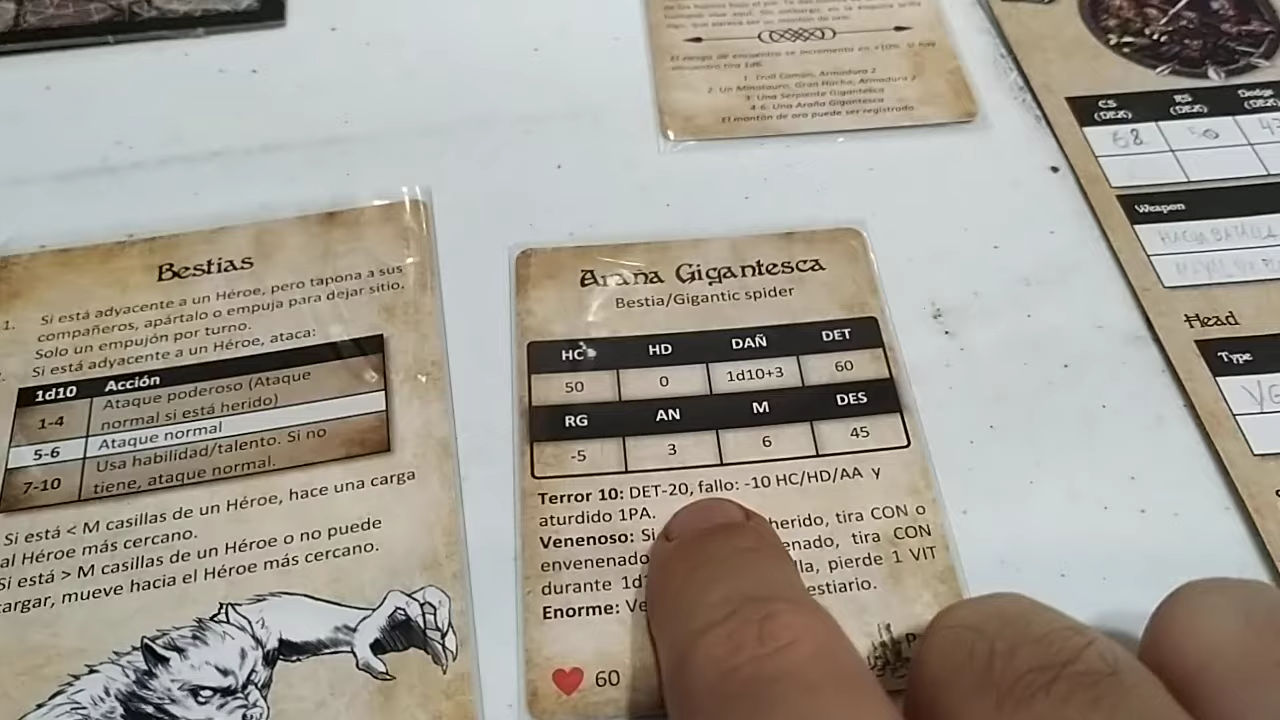 El riesgo de encuentro se incrementa en +10%. Si hay
encuentro tira 1d6
1. Troll Común, Armadura 2
2. Un Minotauro, Gran Hacha, Armadura 2
3. Una Serpiente Gigantesca
4-6. Una Araña Gigantesca
El montón de oro puede ser registrado
CS RS Dodge
(DEX) (DEX) (DEX)
68 50
Weapon
HACHA BATALLA
Head
Type
Bestias
1. Si está adyacente a un Héroe, pero tapona a sus
compañeros, apártalo o empuja para dejar sitio.
Solo un empujón por turno.
Si está adyacente a un Héroe, ataca:
1d10 Acción
1-4 Ataque poderoso (Ataque
normal si está herido)
5-6 Ataque normal
7-10 Usa habilidad/talento. Si no
tiene, ataque normal.
Si está < M casillas de un Héroe, hace una carga
al Héroe más cercano.
Si está > M casillas de un Héroe o no puede
cargar, mueve hacia el Héroe más cercano.
Araña Gigantesca
Bestia/Gigantic spider
HC HD DAÑ DET
50 0 1d10+3 60
RG AN M DES
-5 3 6 45
Terror 10: DET-20, fallo: -10 HC/HD/AA y
aturdido 1PA.
Venenoso: Si herido, tira CON o
envenenado tira CON
durante pierde 1 VIT
Enorme:
60